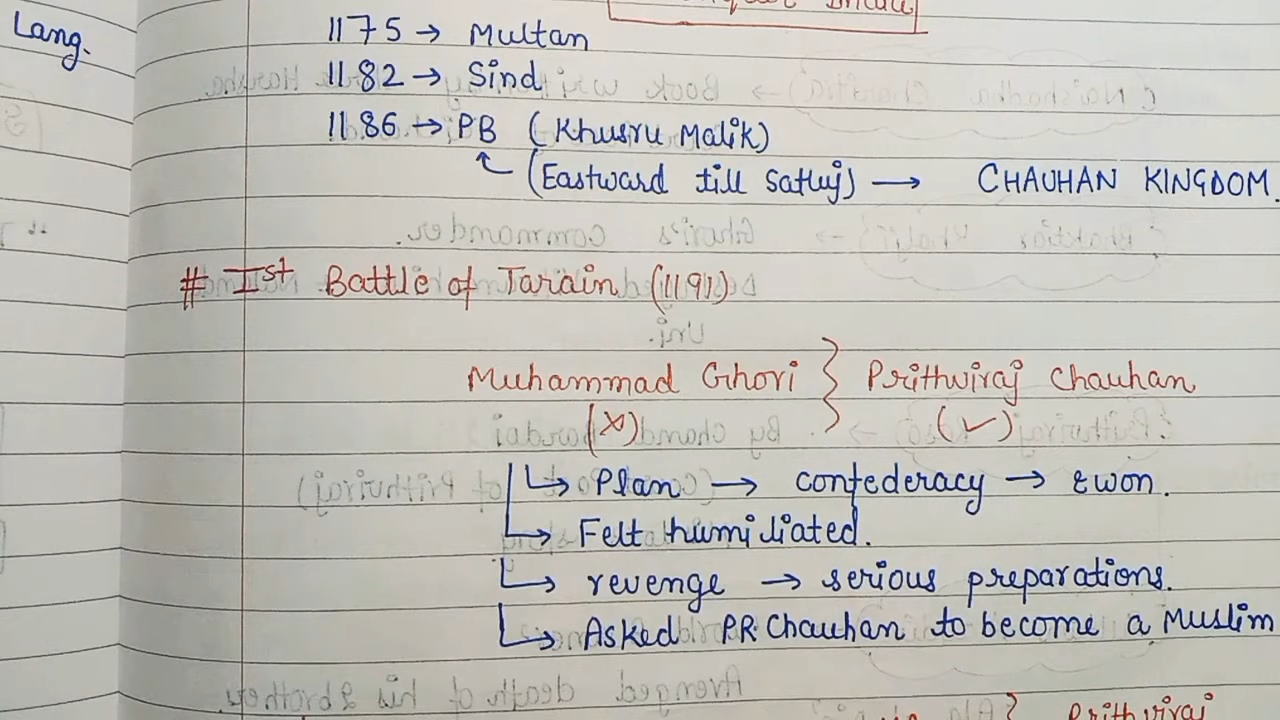 Lang.
1175 → Multan
1182 → Sind
1186 → PB (Khusru Malik)
(Eastward till Satluj) → CHAUHAN KINGDOM.
# Ist Battle of Tarain (1191)
Muhammad Ghori } Prithviraj Chauhan
(×) (✓)
↳ Plan → confederacy → & won.
↳ Felt humiliated.
↳ revenge → serious preparations.
↳ Asked PR Chauhan to become a Muslim
} Prithviraj